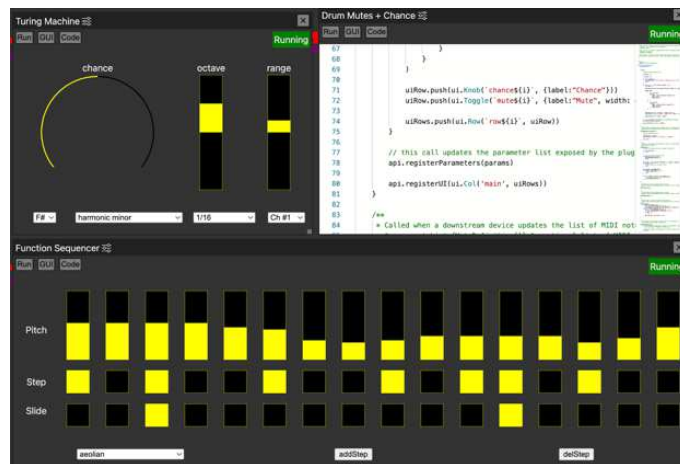 Turing Machine
Run GUI Code
Running
chance
octave
range
F#
harmonic minor
1/16
Ch #1
Drum Mutes + Chance
Run GUI Code
Running
67 }
68 }
69 )
70
71 uiRow.push(ui.Knob(`chance${i}`, {label:"Chance"}))
72 uiRow.push(ui.Toggle(`mute${i}`, {label:"Mute", width:
73
74 uiRows.push(ui.Row(`row${i}`, uiRow))
75 }
76
77 // this call updates the parameter list exposed by the plug
78 api.registerParameters(params)
79
80 api.registerUI(ui.Col('main', uiRows))
81 }
82
83 /**
84 * Called when a downstream device updates the list of MIDI not
Function Sequencer
Run GUI Code
Running
Pitch
Step
Slide
aeolian
addStep
delStep